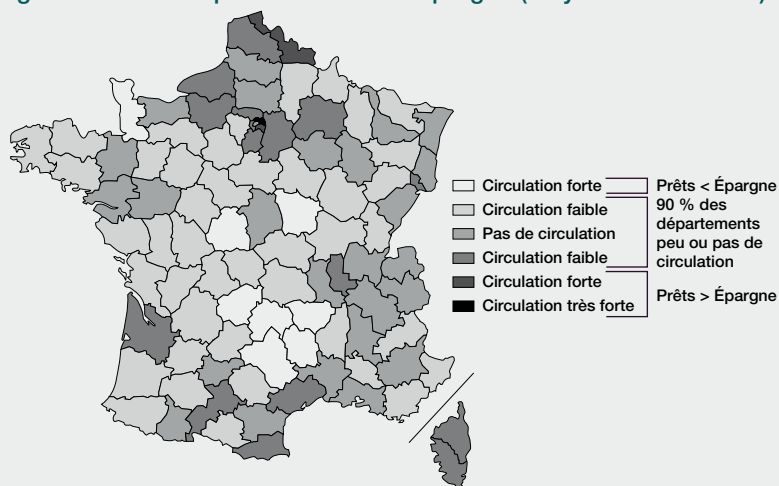 Circulation forte
Prêts < Épargne
Circulation faible
90 % des
départements
peu ou pas de
circulation
Pas de circulation
Circulation faible
Circulation forte
Prêts > Épargne
Circulation très forte